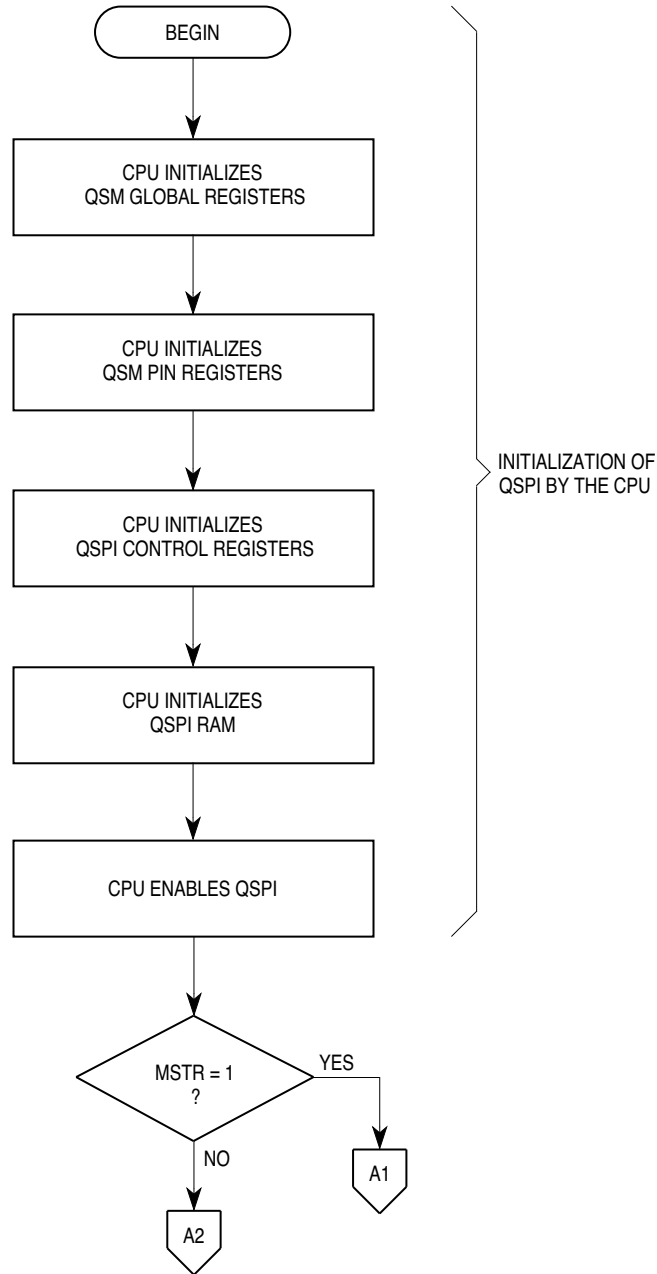 BEGIN
CPU INITIALIZES
QSM GLOBAL REGISTERS
CPU INITIALIZES
QSM PIN REGISTERS
INITIALIZATION OF
QSPI BY THE CPU
CPU INITIALIZES
QSPI CONTROL REGISTERS
CPU INITIALIZES
QSPI RAM
CPU ENABLES QSPI
MSTR = 1
?
YES
NO
A1
A2